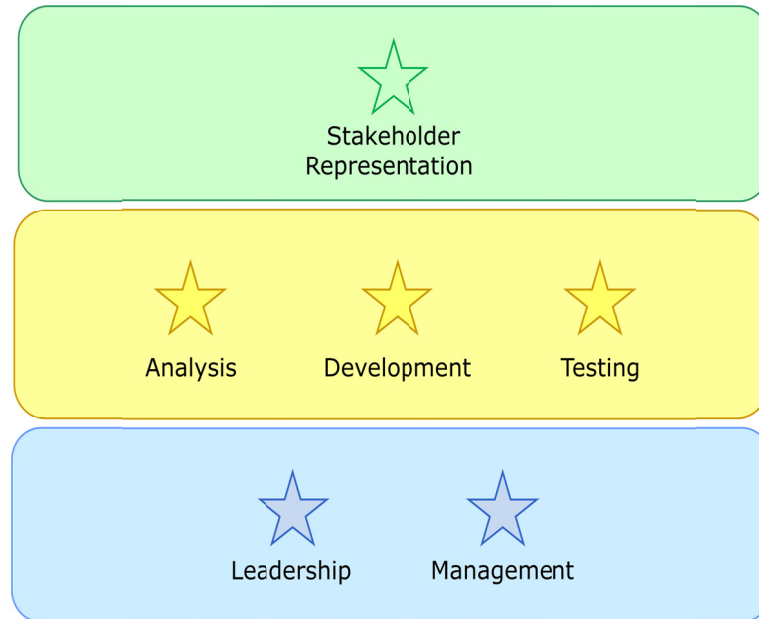 Stakeholder
Representation
Analysis Development Testing
Leadership Management